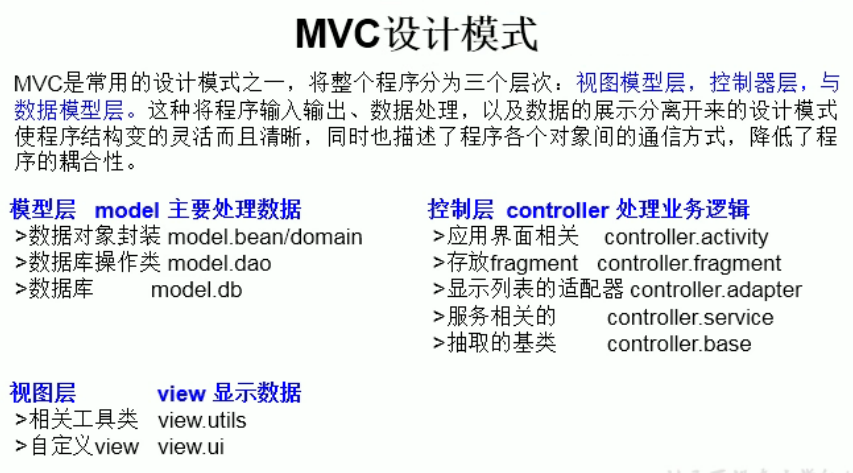 MVC设计模式
MVC是常用的设计模式之一，将整个程序分为三个层次：视图模型层，控制器层，与
数据模型层。这种将程序输入输出、数据处理，以及数据的展示分离开来的设计模式
使程序结构变的灵活而且清晰，同时也描述了程序各个对象间的通信方式，降低了程
序的耦合性。
模型层 model 主要处理数据
>数据对象封装 model.bean/domain
>数据库操作类 model.dao
>数据库 model.db
控制层 controller 处理业务逻辑
>应用界面相关 controller.activity
>存放fragment controller.fragment
>显示列表的适配器 controller.adapter
>服务相关的 controller.service
>抽取的基类 controller.base
视图层 view 显示数据
>相关工具类 view.utils
>自定义view view.ui